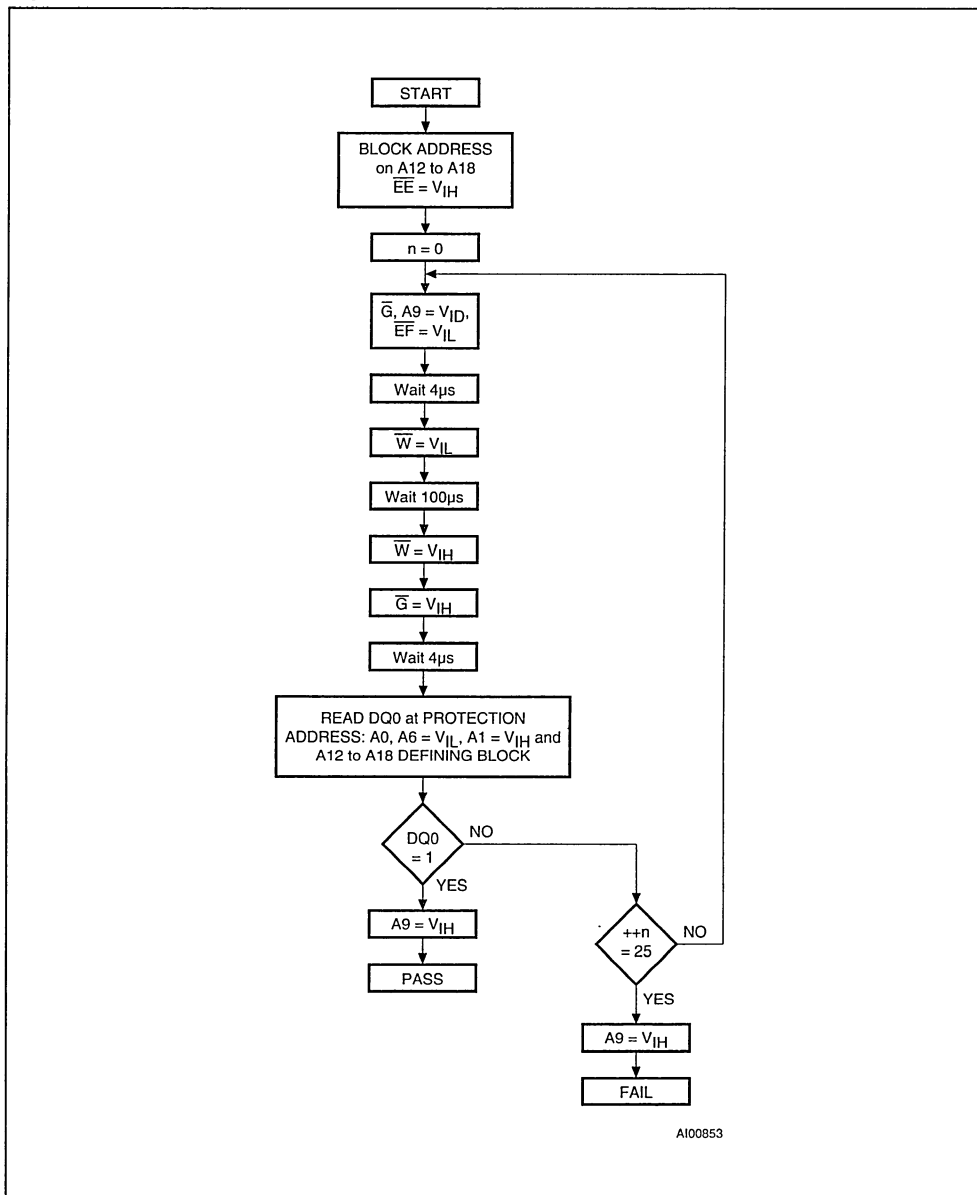 START
BLOCK ADDRESS
on A12 to A18
E̅E̅ = VIH
n = 0
G̅, A9 = VID,
E̅F̅ = VIL
Wait 4µs
W̅ = VIL
Wait 100µs
W̅ = VIH
G̅ = VIH
Wait 4µs
READ DQ0 at PROTECTION
ADDRESS: A0, A6 = VIL, A1 = VIH and
A12 to A18 DEFINING BLOCK
DQ0
= 1
NO
YES
A9 = VIH
PASS
++n
= 25
NO
YES
A9 = VIH
FAIL
AI00853